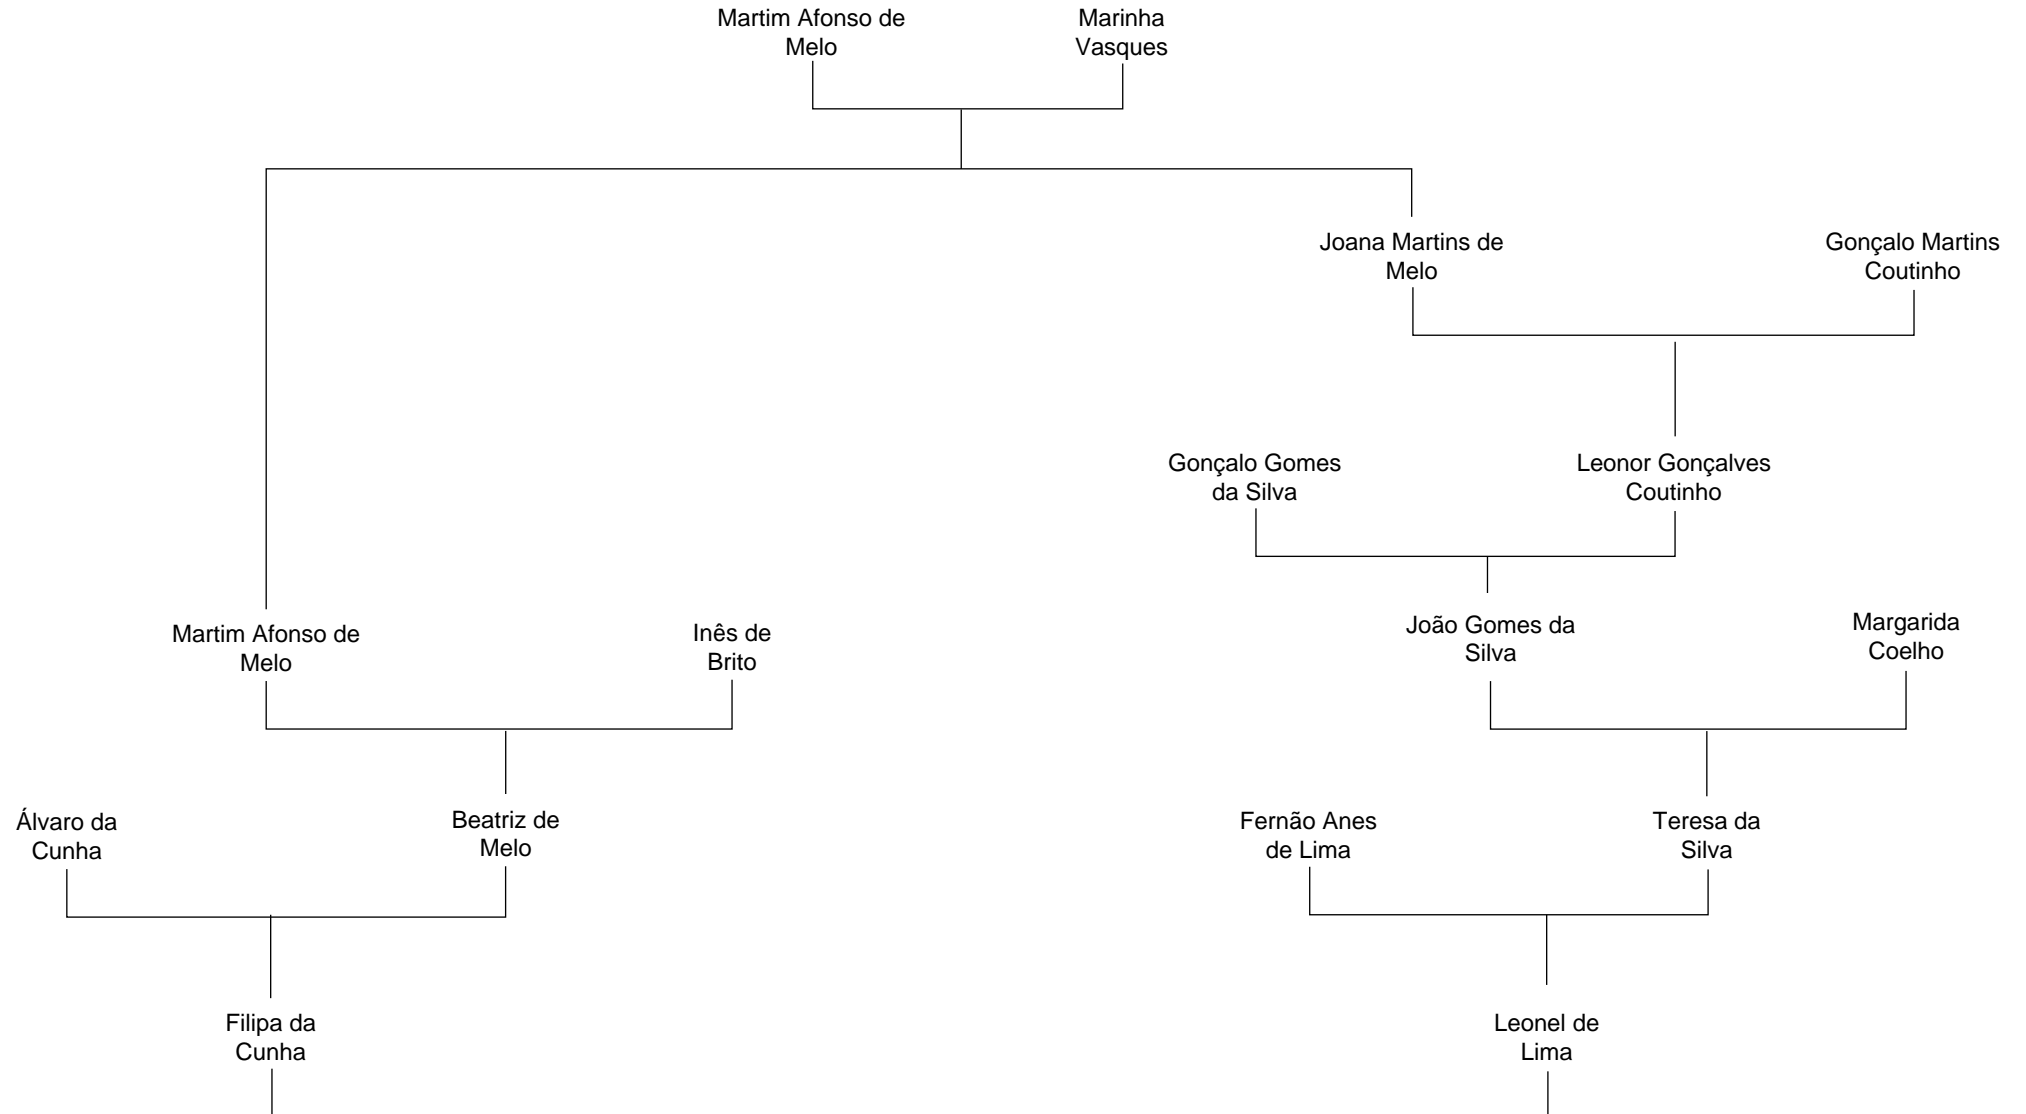 Martim Afonso de
Melo
Marinha
Vasques
Joana Martins de
Melo
Gonçalo Martins
Coutinho
Gonçalo Gomes
da Silva
Leonor Gonçalves
Coutinho
Martim Afonso de
Melo
Inês de
Brito
João Gomes da
Silva
Margarida
Coelho
Álvaro da
Cunha
Beatriz de
Melo
Fernão Anes
de Lima
Teresa da
Silva
Filipa da
Cunha
Leonel de
Lima